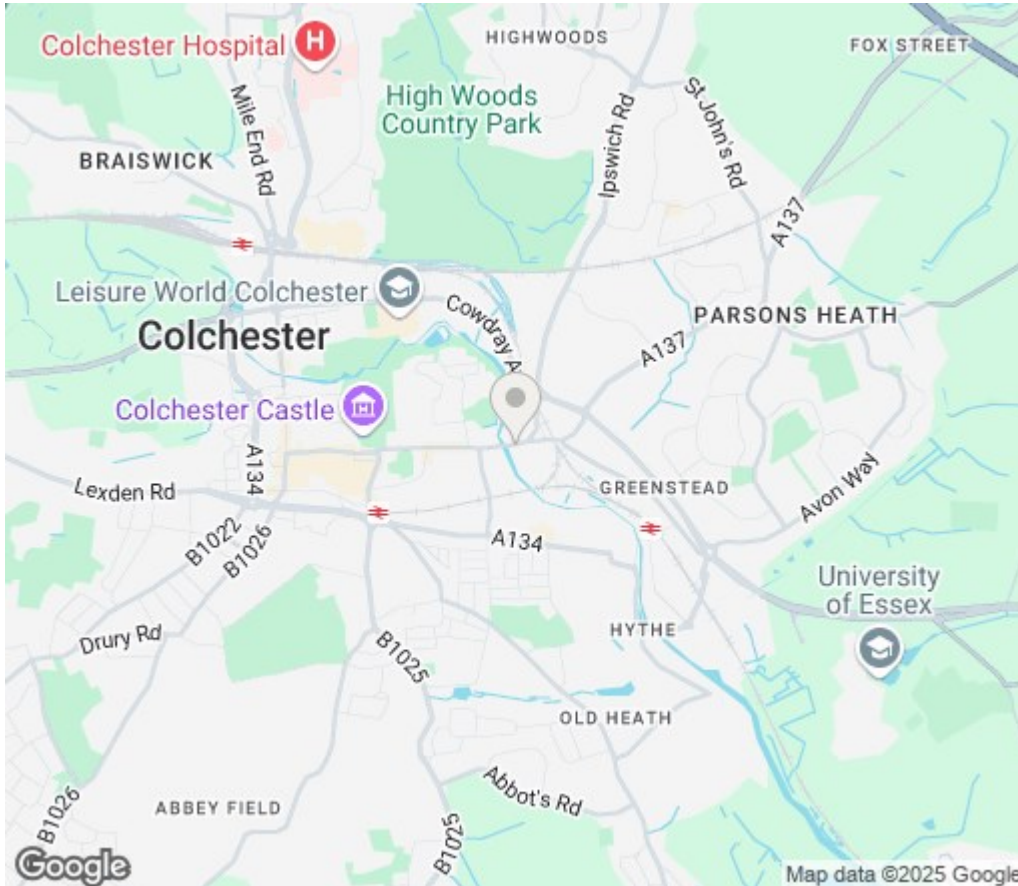 HIGHWOODS
FOX STREET
Colchester Hospital
H
High Woods
Country Park
Mile End Rd
Ipswich Rd
St John's Rd
BRAISWICK
A137
Leisure World Colchester
Cowdray A
PARSONS HEATH
Colchester
A137
Colchester Castle
A134
Lexden Rd
GREENSTEAD
Avon Way
B1022
B1026
A134
University
of Essex
Drury Rd
HYTHE
B1025
OLD HEATH
Abbot's Rd
ABBEY FIELD
B1026
B1025
Google
Map data ©2025 Google